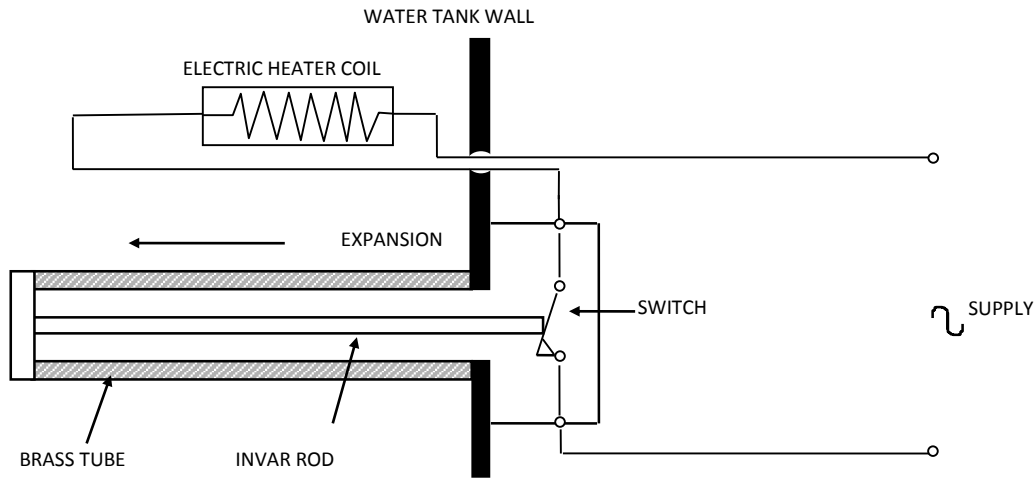 WATER TANK WALL
ELECTRIC HEATER COIL
EXPANSION
SWITCH
SUPPLY
BRASS TUBE
INVAR ROD